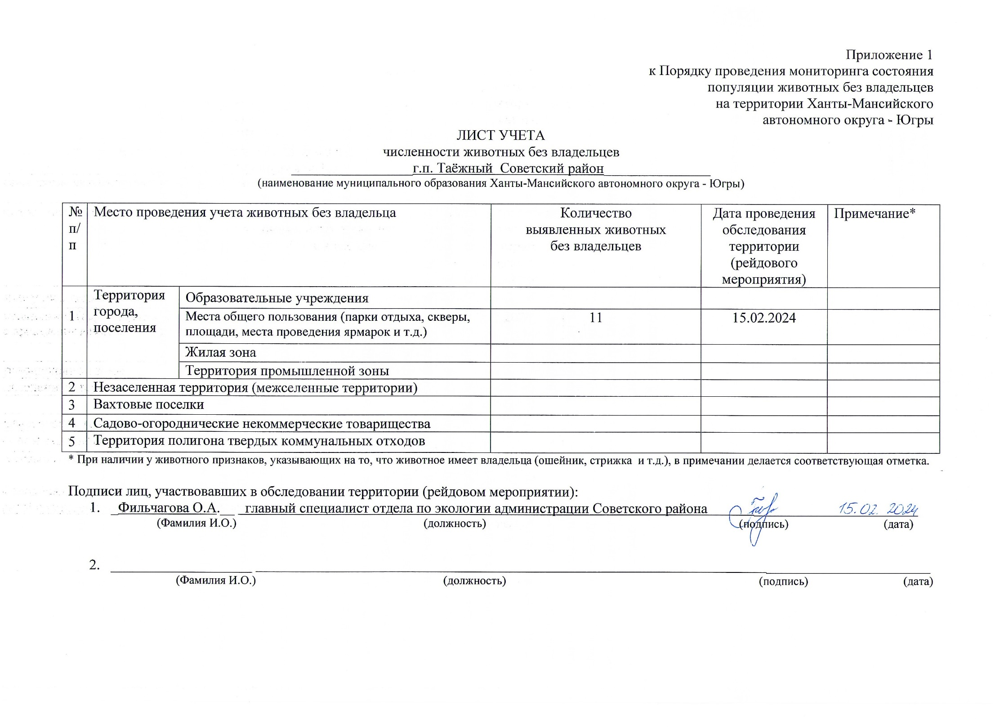 Приложение 1
к Порядку проведения мониторинга состояния
популяции животных без владельцев
на территории Ханты-Мансийского
автономного округа - Югры
ЛИСТ УЧЕТА
численности животных без владельцев
г.п. Таёжный  Советский район
(наименование муниципального образования Ханты-Мансийского автономного округа - Югры)
№
п/
п
Место проведения учета животных без владельца
Количество
выявленных животных
без владельцев
Дата проведения
обследования
территории
(рейдового
мероприятия)
Примечание*
1
Территория
города,
поселения
Образовательные учреждения
Места общего пользования (парки отдыха, скверы,
площади, места проведения ярмарок и т.д.)
11
15.02.2024
Жилая зона
Территория промышленной зоны
2 Незаселенная территория (межселенные территории)
3 Вахтовые поселки
4 Садово-огороднические некоммерческие товарищества
5 Территория полигона твердых коммунальных отходов
* При наличии у животного признаков, указывающих на то, что животное имеет владельца (ошейник, стрижка  и т.д.), в примечании делается соответствующая отметка.
Подписи лиц, участвовавших в обследовании территории (рейдовом мероприятии):
1. Фильчагова О.А. главный специалист отдела по экологии администрации Советского района 15.02.2024
(Фамилия И.О.) (должность) (подпись) (дата)
2.
(Фамилия И.О.) (должность) (подпись) (дата)